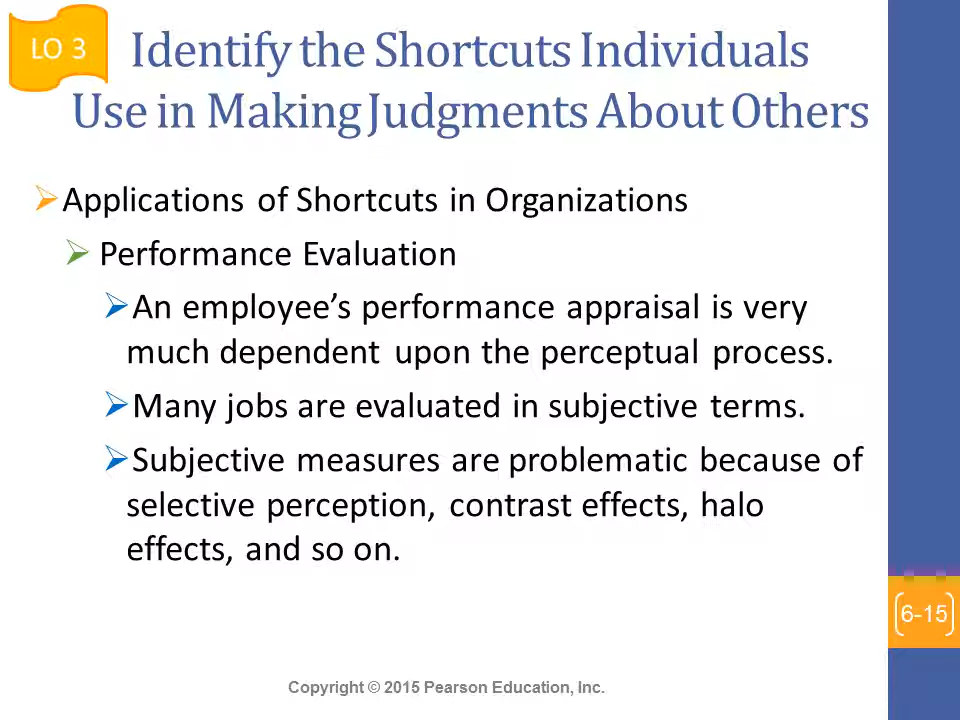 LO 3
Identify the Shortcuts Individuals
Use in Making Judgments About Others
Applications of Shortcuts in Organizations
Performance Evaluation
An employee’s performance appraisal is very
much dependent upon the perceptual process.
Many jobs are evaluated in subjective terms.
Subjective measures are problematic because of
selective perception, contrast effects, halo
effects, and so on.
6-15
Copyright © 2015 Pearson Education, Inc.